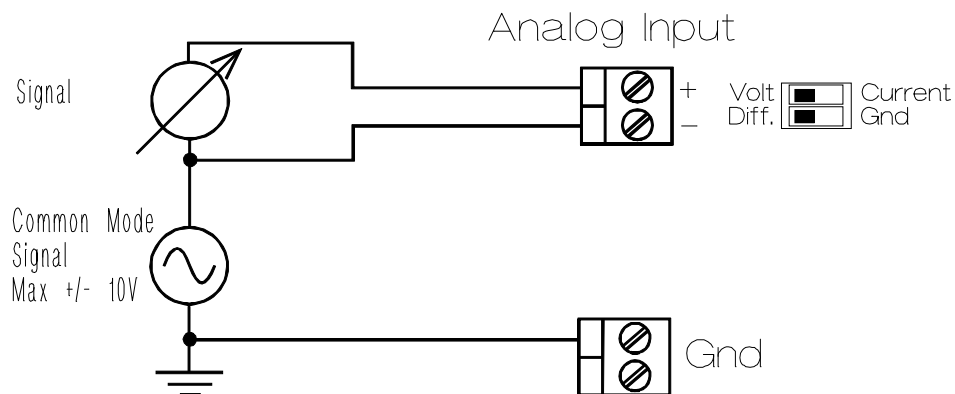 Analog Input
Signal
+
−
Volt Current
Diff. Gnd
Common Mode
Signal
Max +/- 10V
Gnd